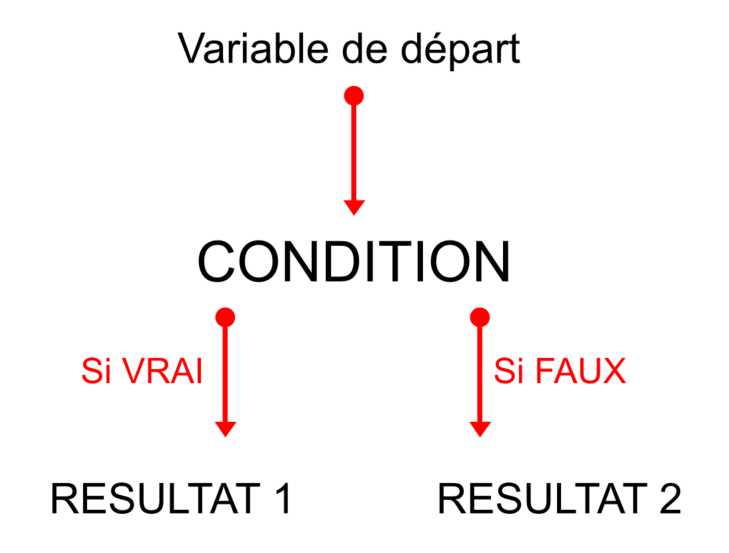 Variable de départ
CONDITION
Si VRAI
Si FAUX
RESULTAT 1
RESULTAT 2